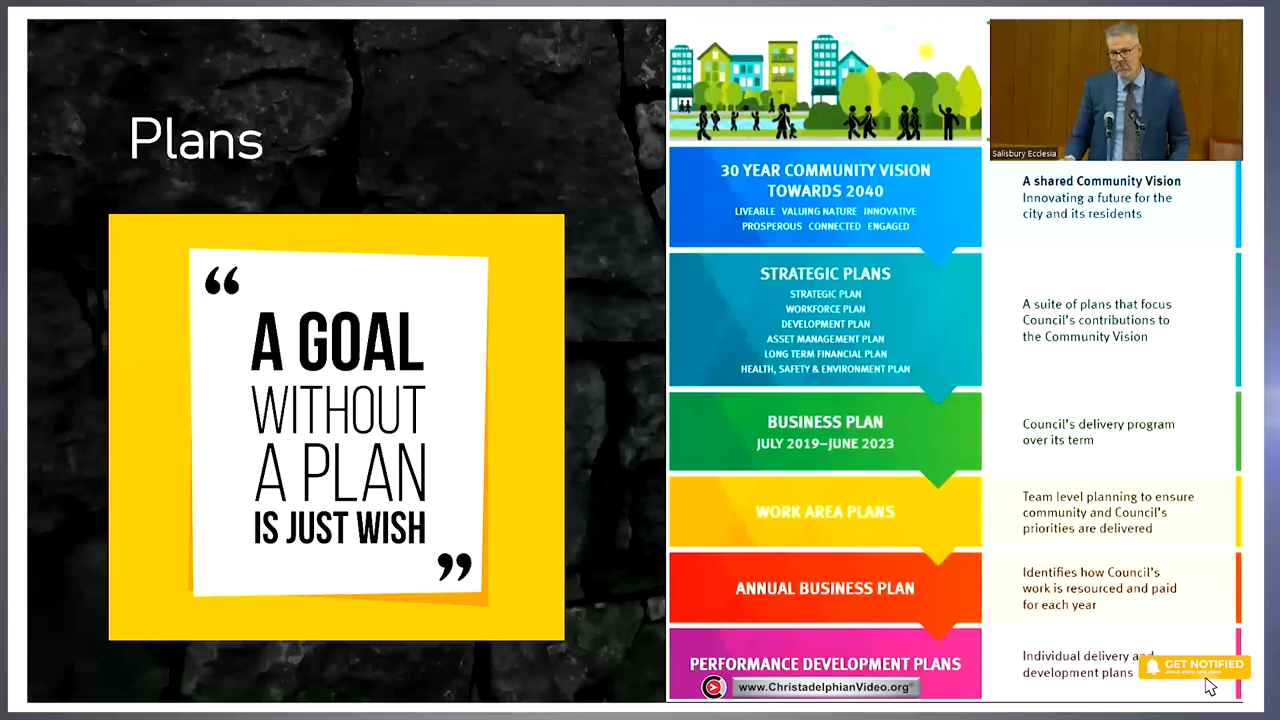 Plans
“
A GOAL
WITHOUT
A PLAN
IS JUST WISH
”
30 YEAR COMMUNITY VISION
TOWARDS 2040
LIVEABLE VALUING NATURE INNOVATIVE
PROSPEROUS CONNECTED ENGAGED
STRATEGIC PLANS
STRATEGIC PLAN
WORKFORCE PLAN
DEVELOPMENT PLAN
ASSET MANAGEMENT PLAN
LONG TERM FINANCIAL PLAN
HEALTH, SAFETY & ENVIRONMENT PLAN
BUSINESS PLAN
JULY 2019–JUNE 2023
WORK AREA PLANS
ANNUAL BUSINESS PLAN
PERFORMANCE DEVELOPMENT PLANS
www.ChristadelphianVideo.org®
Salisbury Ecclesia
A shared Community Vision
Innovating a future for the
city and its residents
A suite of plans that focus
Council's contributions to
the Community Vision
Council's delivery program
over its term
Team level planning to ensure
community and Council's
priorities are delivered
Identifies how Council's
work is resourced and paid
for each year
Individual delivery and
development plans
GET NOTIFIED
about every new video